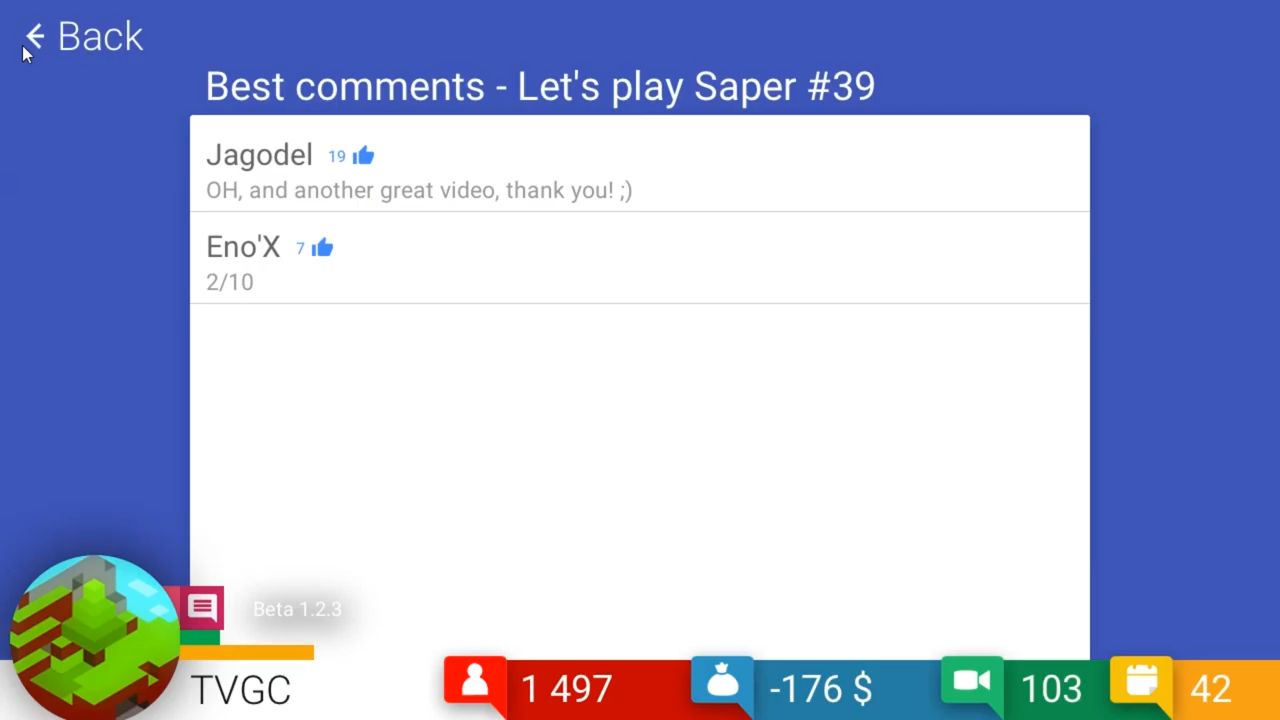 Back
Best comments - Let's play Saper #39
Jagodel 19
OH, and another great video, thank you! ;)
Eno'X 7
2/10
Beta 1.2.3
TVGC
1 497
-176 $
103
42